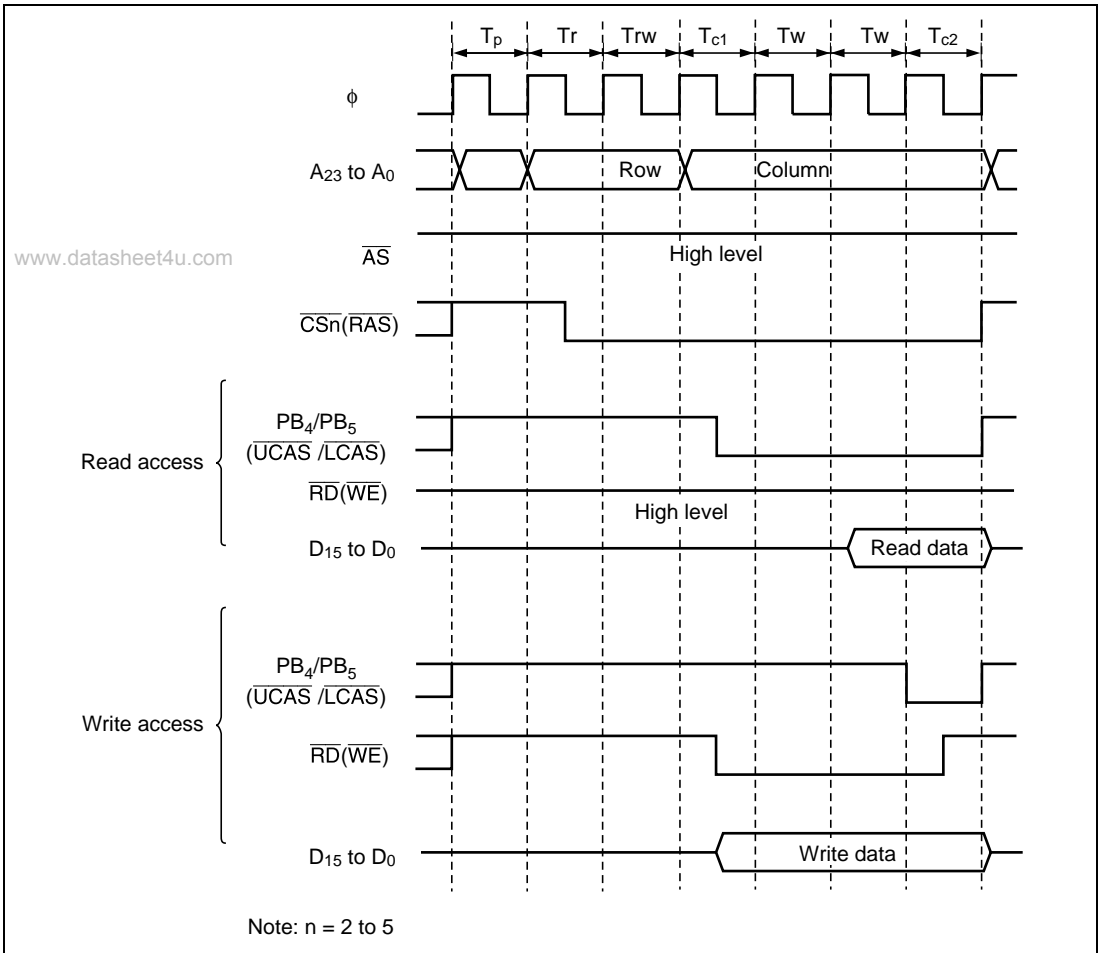 Tp Tr Trw Tc1 Tw Tw Tc2
ϕ
A23 to A0
Row
Column
www.datasheet4u.com
AS
High level
CSn(RAS)
Read access
PB4/PB5
(UCAS /LCAS)
RD(WE)
High level
D15 to D0
Read data
Write access
PB4/PB5
(UCAS /LCAS)
RD(WE)
D15 to D0
Write data
Note: n = 2 to 5